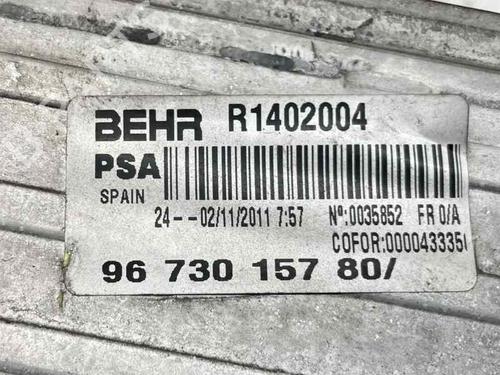 BEHR R1402004
PSA
SPAIN
24--02/11/2011 7:57 Nº:0035852 FR 0/A
COFOR:000043335
96 730 157 80/